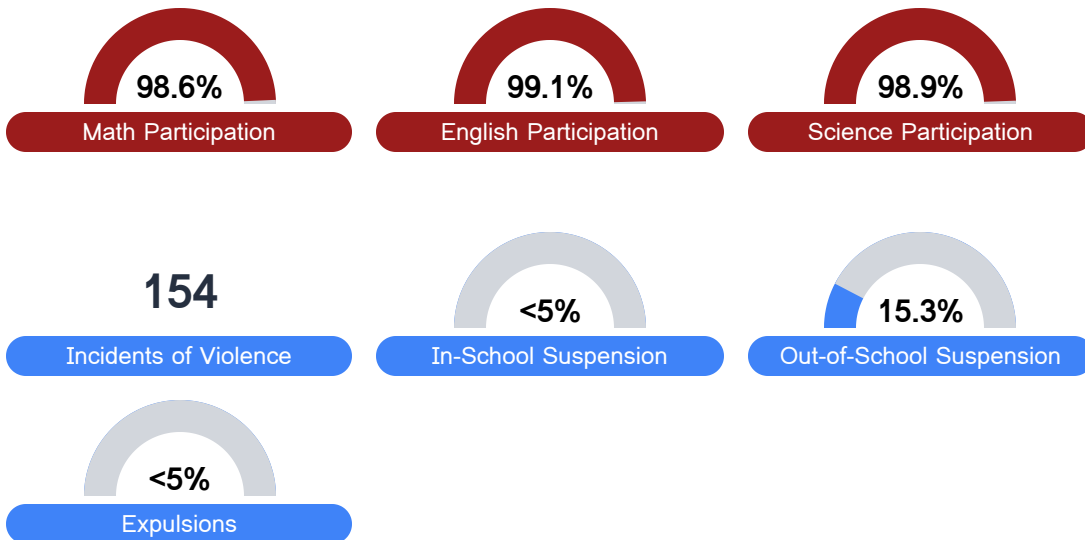 98.6%
Math Participation
99.1%
English Participation
98.9%
Science Participation
154
Incidents of Violence
<5%
In-School Suspension
15.3%
Out-of-School Suspension
<5%
Expulsions